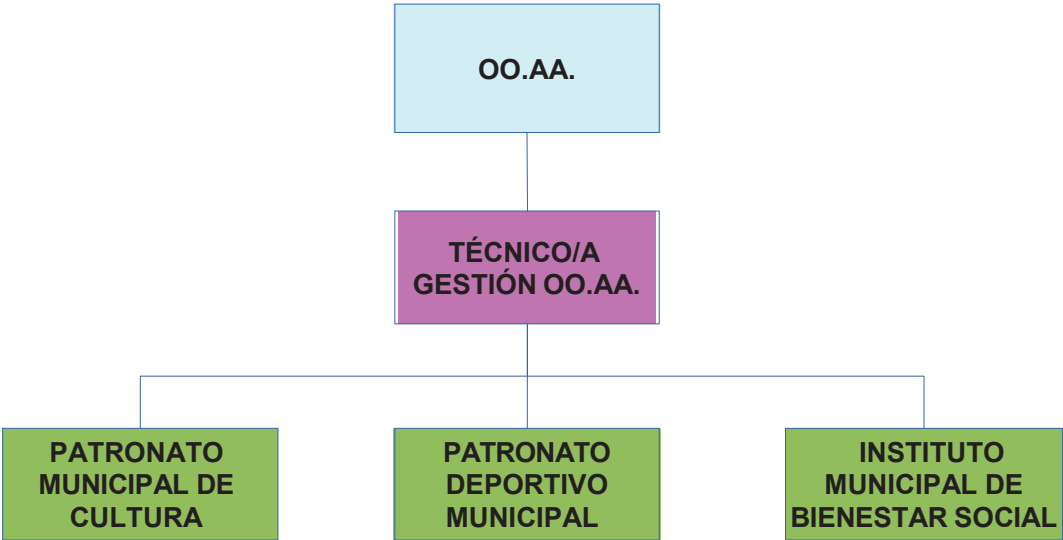 OO.AA.
TÉCNICO/A
GESTIÓN OO.AA.
PATRONATO
MUNICIPAL DE
CULTURA
PATRONATO
DEPORTIVO
MUNICIPAL
INSTITUTO
MUNICIPAL DE
BIENESTAR SOCIAL